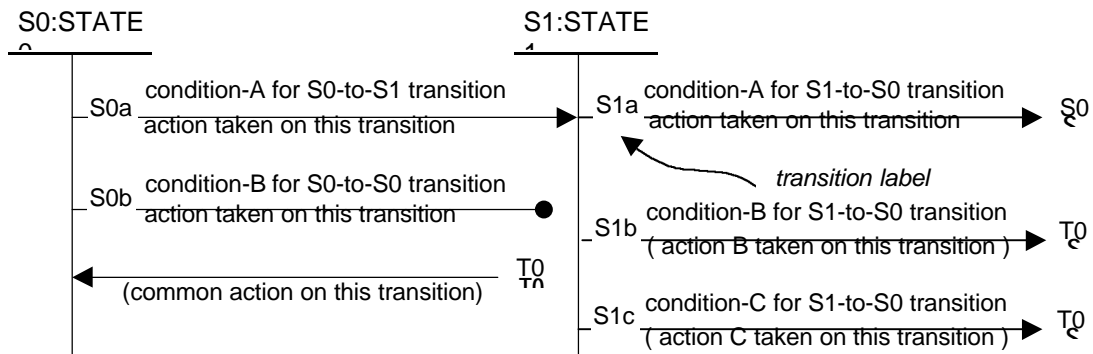 S0:STATE
S1:STATE
S0a
condition-A for S0-to-S1 transition
action taken on this transition
S0b
condition-B for S0-to-S0 transition
action taken on this transition
T0
(common action on this transition)
S1a
condition-A for S1-to-S0 transition
action taken on this transition
S0
transition label
S1b
condition-B for S1-to-S0 transition
( action B taken on this transition )
T0
S1c
condition-C for S1-to-S0 transition
( action C taken on this transition )
T0